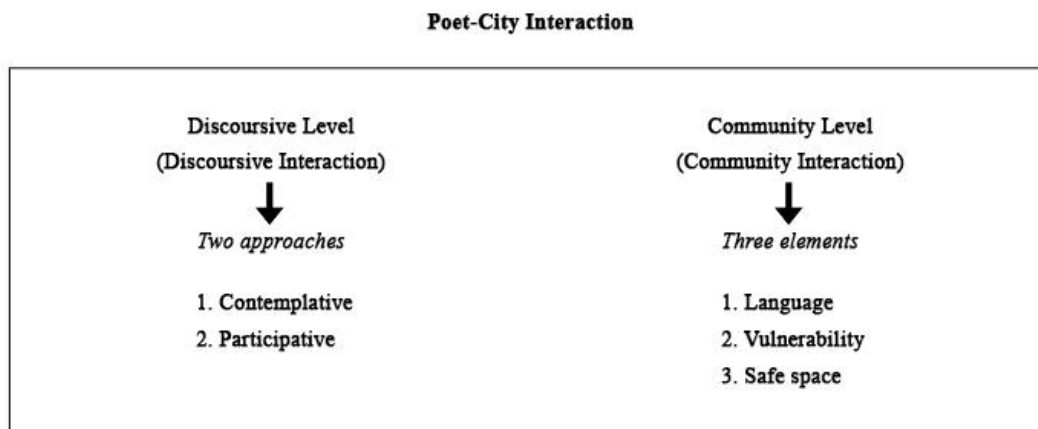 Poet-City Interaction
Discoursive Level
(Discoursive Interaction)
Two approaches
1. Contemplative
2. Participative
Community Level
(Community Interaction)
Three elements
1. Language
2. Vulnerability
3. Safe space